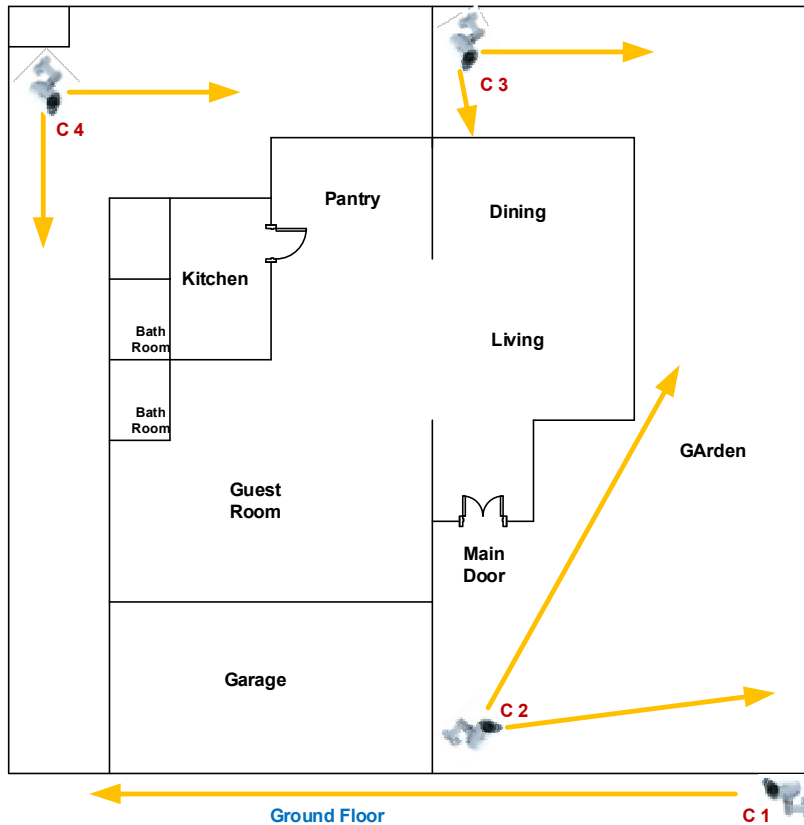 C 3
C 4
Pantry
Dining
Kitchen
Bath
Room
Living
Bath
Room
GArden
Guest
Room
Main
Door
Garage
C 2
Ground Floor
C 1